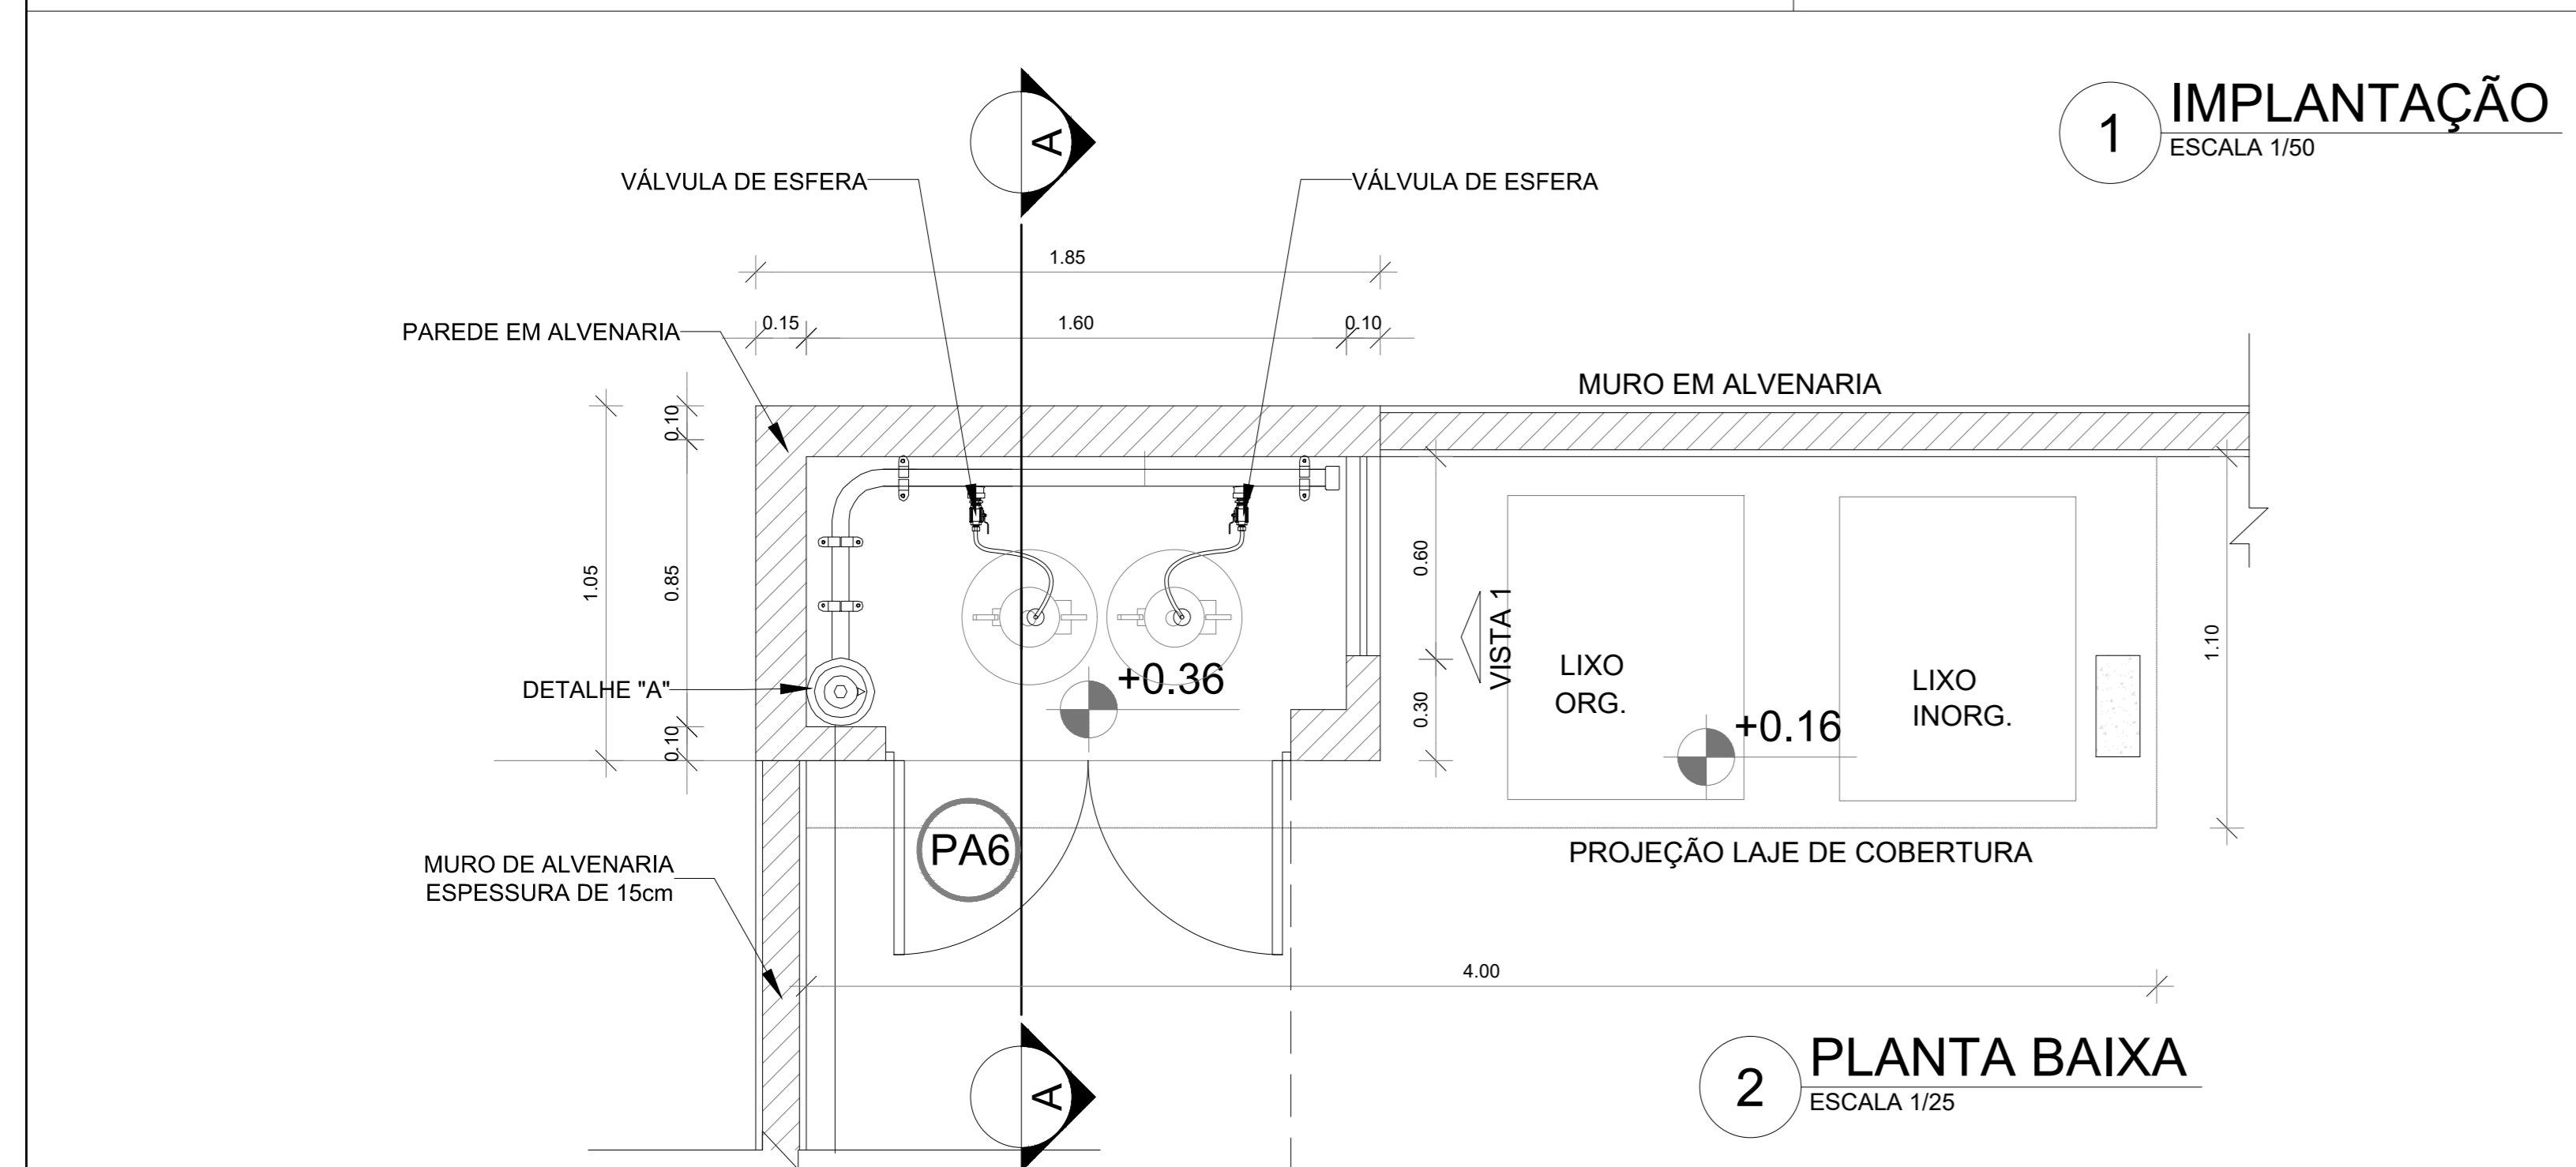 1
IMPLANTAÇÃO
ESCALA 1/50
A
VÁLVULA DE ESFERA
VÁLVULA DE ESFERA
1.85
0.15
1.60
0.10
PAREDE EM ALVENARIA
MURO EM ALVENARIA
0.10
1.05
0.85
0.10
0.60
0.30
1.10
VISTA 1
DETALHE "A"
+0.36
LIXO
ORG.
LIXO
INORG.
+0.16
PA6
PROJEÇÃO LAJE DE COBERTURA
MURO DE ALVENARIA
ESPESSURA DE 15cm
4.00
2
PLANTA BAIXA
ESCALA 1/25
A